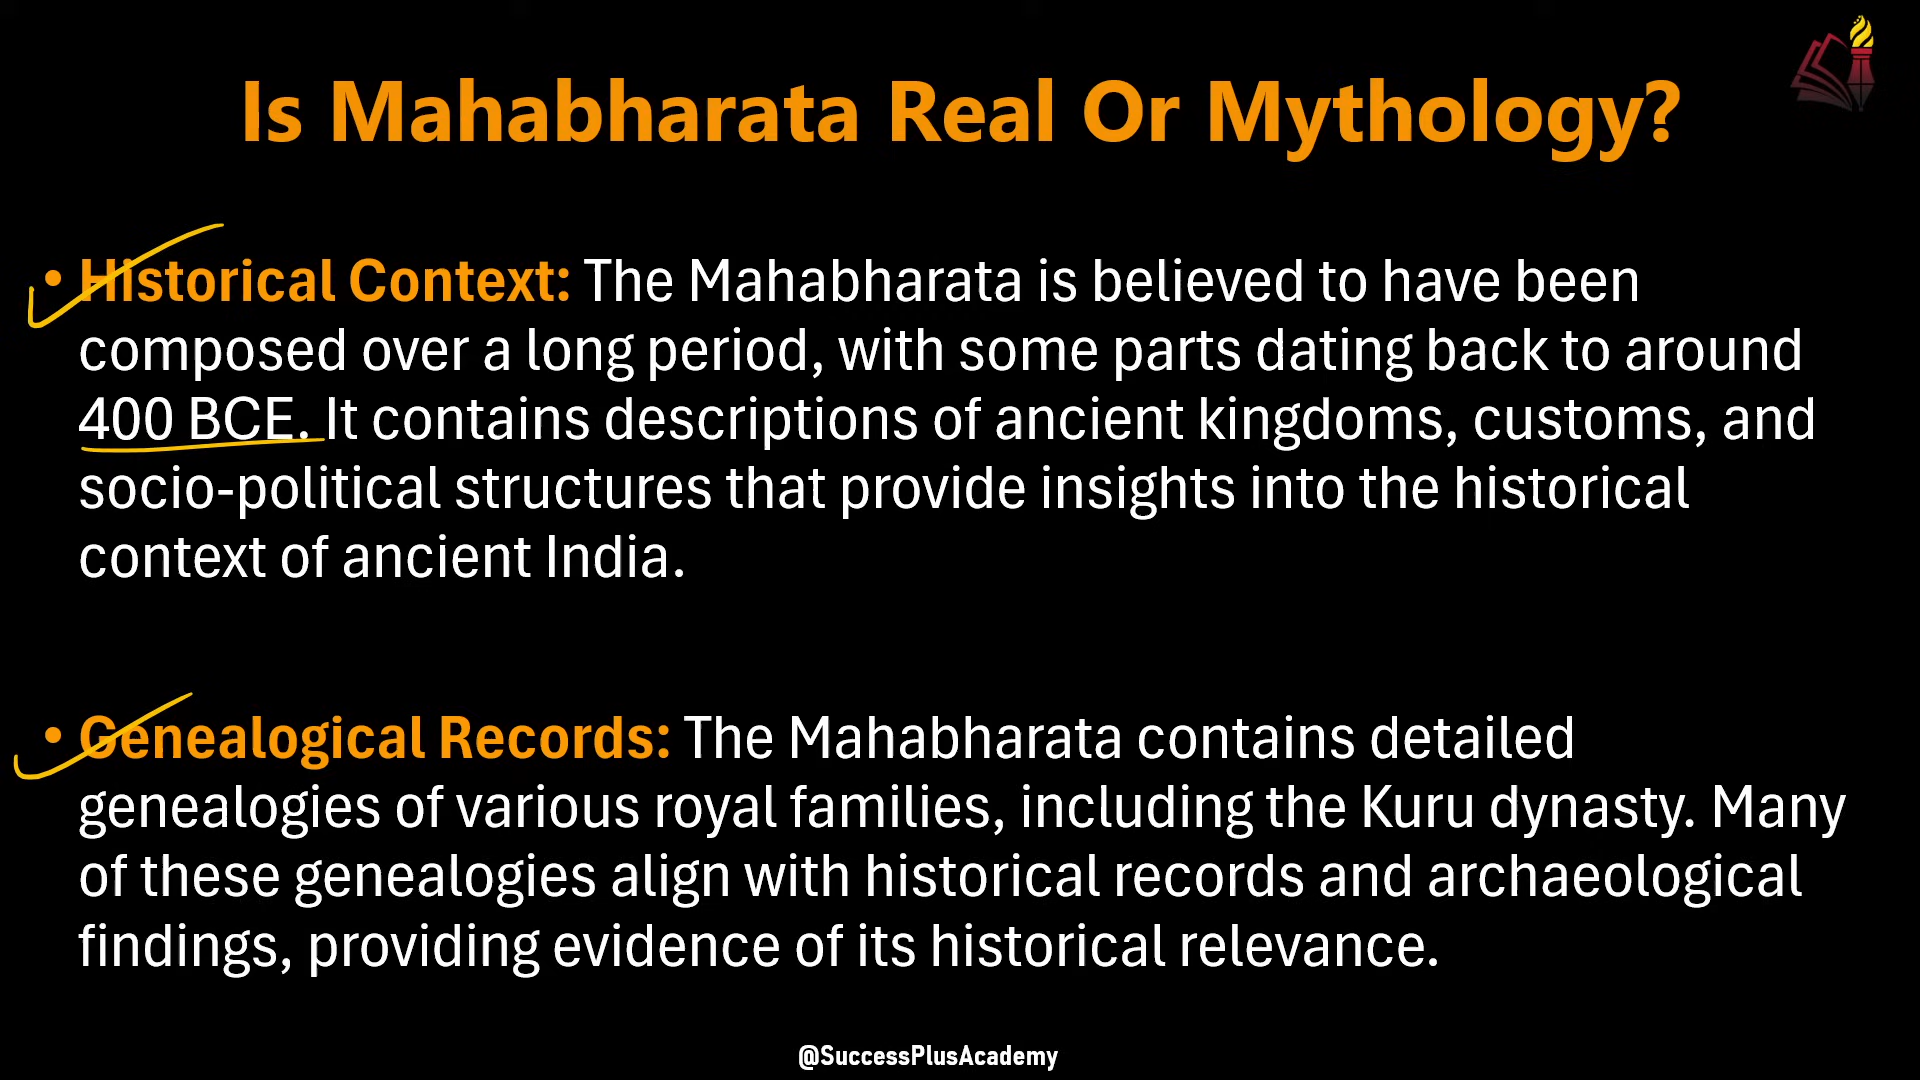 Is Mahabharata Real Or Mythology?
• Historical Context: The Mahabharata is believed to have been
composed over a long period, with some parts dating back to around
400 BCE. It contains descriptions of ancient kingdoms, customs, and
socio-political structures that provide insights into the historical
context of ancient India.
• Genealogical Records: The Mahabharata contains detailed
genealogies of various royal families, including the Kuru dynasty. Many
of these genealogies align with historical records and archaeological
findings, providing evidence of its historical relevance.
@SuccessPlusAcademy